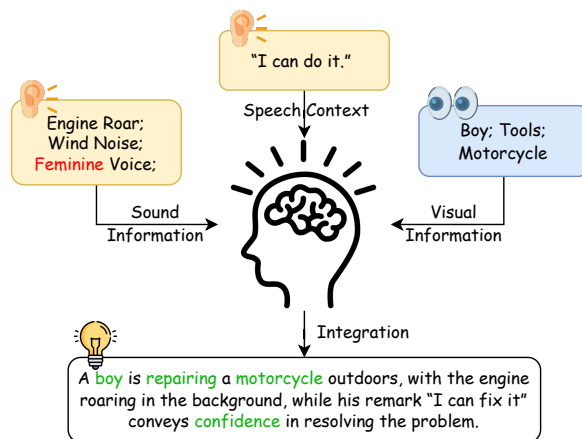 “I can do it.”
Speech Context
Engine Roar;
Wind Noise;
Feminine Voice;
Boy; Tools;
Motorcycle
Sound
Information
Visual
Information
Integration
A boy is repairing a motorcycle outdoors, with the engine
roaring in the background, while his remark “I can fix it”
conveys confidence in resolving the problem.